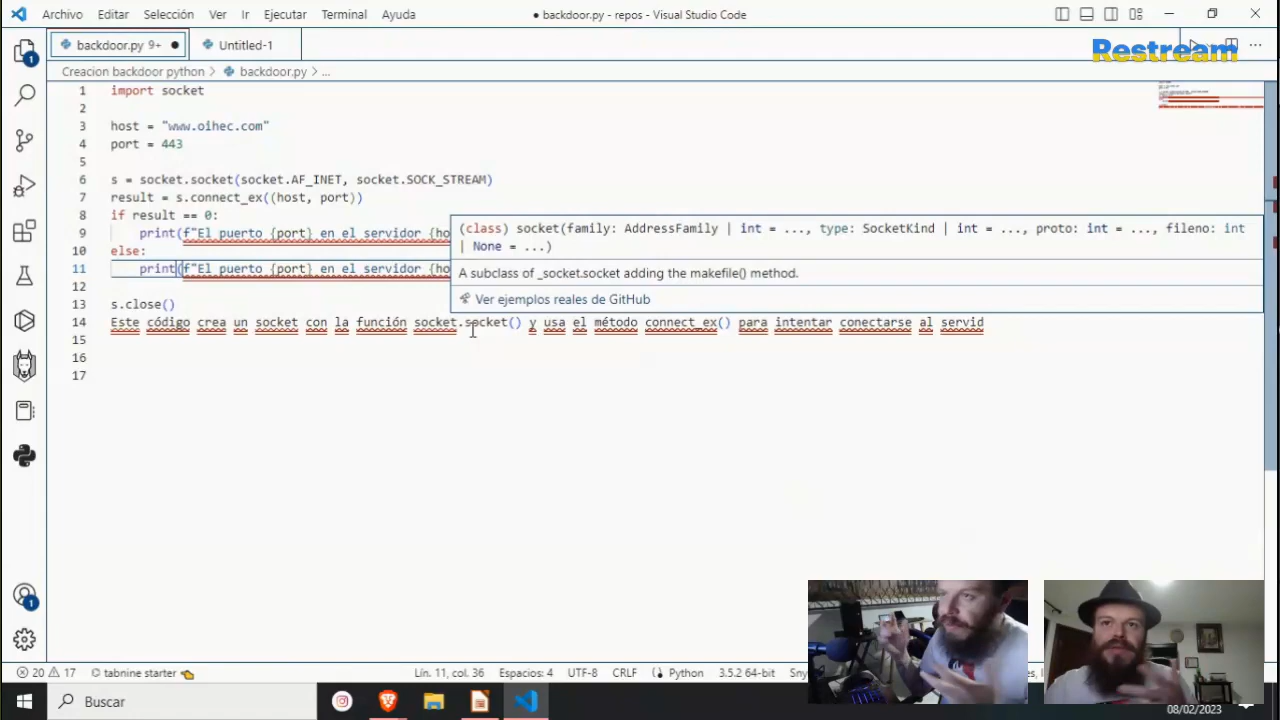 Archivo Editar Selección Ver Ir Ejecutar Terminal Ayuda
● backdoor.py - repos - Visual Studio Code
backdoor.py 9+ ●
Untitled-1
Restream
Creacion backdoor python > backdoor.py > ...
1 import socket
2
3 host = "www.oihec.com"
4 port = 443
5
6 s = socket.socket(socket.AF_INET, socket.SOCK_STREAM)
7 result = s.connect_ex((host, port))
8 if result == 0:
9 print(f"El puerto {port} en el servidor {ho
10 else:
11 print(f"El puerto {port} en el servidor {ho
12
13 s.close()
14 Este código crea un socket con la función socket.socket() y usa el método connect_ex() para intentar conectarse al servid
15
16
17
(class) socket(family: AddressFamily | int = ..., type: SocketKind | int = ..., proto: int = ..., fileno: int
| None = ...)
A subclass of _socket.socket adding the makefile() method.
Ver ejemplos reales de GitHub
1
1
20 17 tabnine starter Lín. 11, col. 36 Espacios: 4 UTF-8 CRLF Python 3.5.2 64-bit
Buscar
08/02/2023